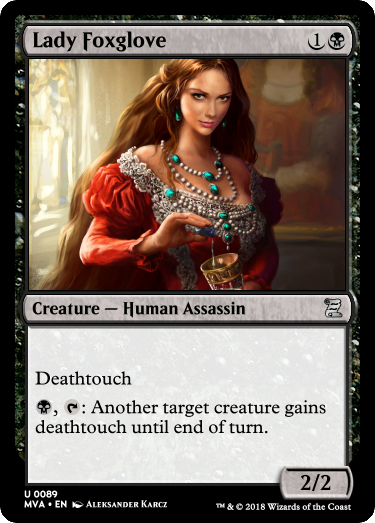 Lady Foxglove 1
Creature — Human Assassin
Deathtouch
, : Another target creature gains
deathtouch until end of turn.
2/2
U 0089
MVA • EN Aleksander Karcz
™ & © 2018 Wizards of the Coast